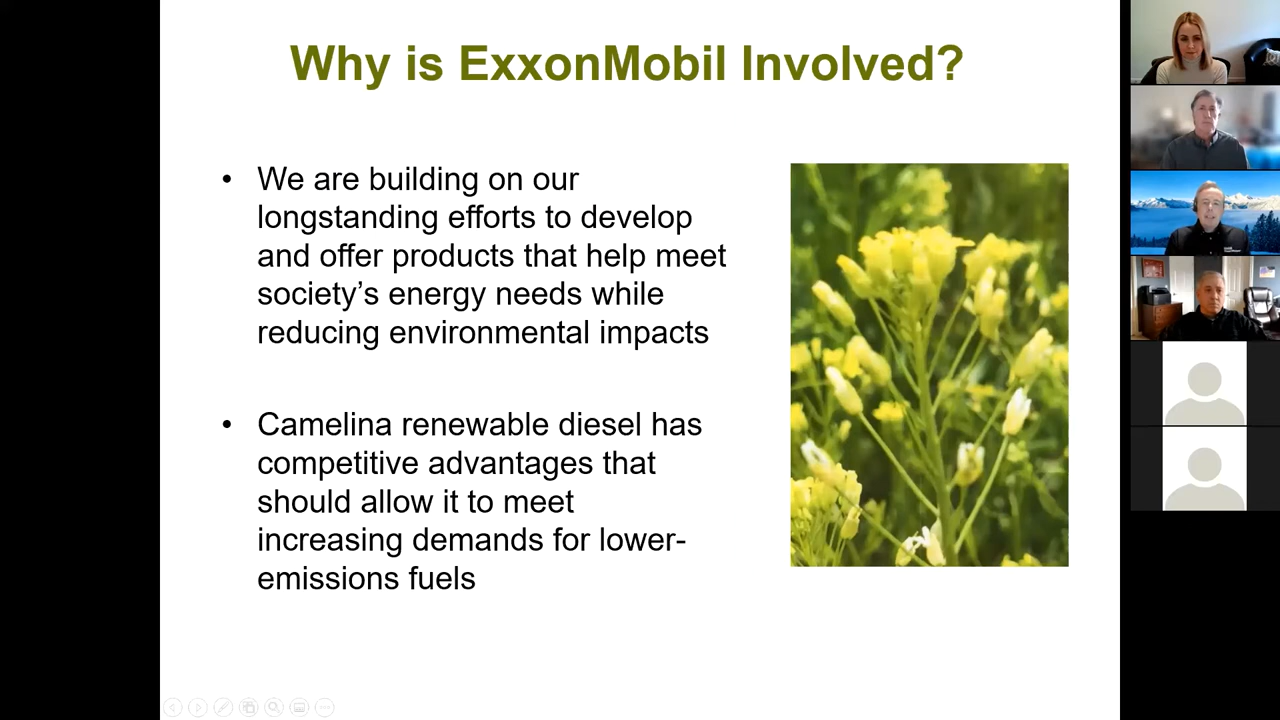 Why is ExxonMobil Involved?
• We are building on our
longstanding efforts to develop
and offer products that help meet
society’s energy needs while
reducing environmental impacts
• Camelina renewable diesel has
competitive advantages that
should allow it to meet
increasing demands for lower-
emissions fuels